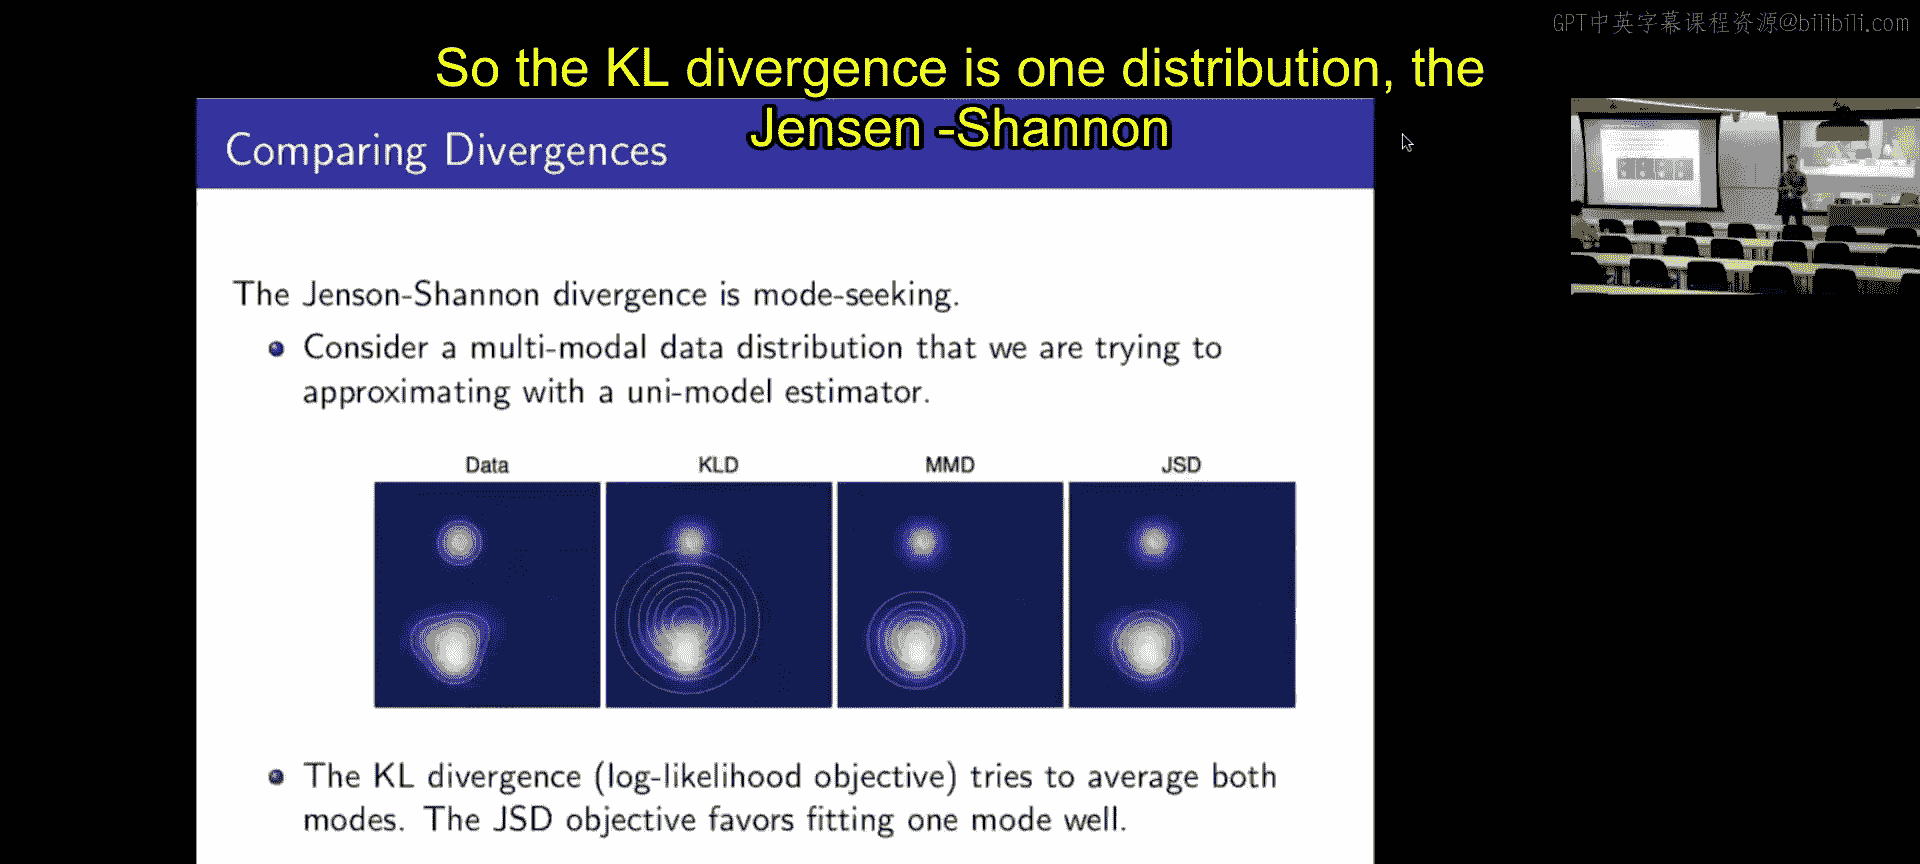 GPT中英字幕课程资源@bilibili.com
So the KL divergence is one distribution, the
Jensen -Shannon
Comparing Divergences
The Jenson-Shannon divergence is mode-seeking.
Consider a multi-modal data distribution that we are trying to
approximating with a uni-model estimator.
Data KLD MMD JSD
The KL divergence (log-likelihood objective) tries to average both
modes. The JSD objective favors fitting one mode well.